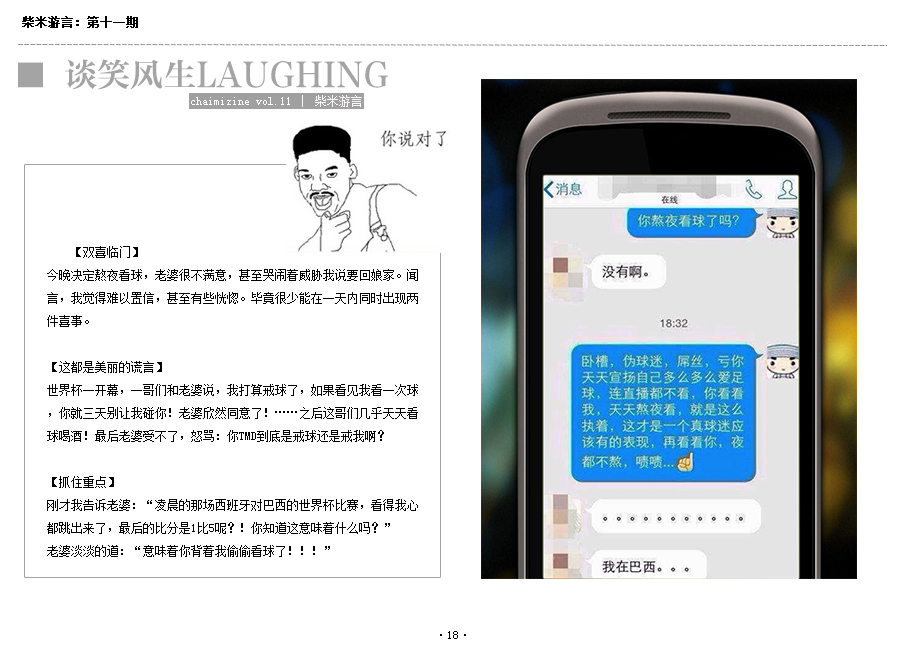 柴米游言：第十一期
谈笑风生LAUGHING
chaimizine vol.11 | 柴米游言
你说对了
【双喜临门】
今晚决定熬夜看球，老婆很不满意，甚至哭闹着威胁我说要回娘家。闻
言，我觉得难以置信，甚至有些恍惚。毕竟很少能在一天内同时出现两
件喜事。
【这都是美丽的谎言】
世界杯一开幕，一哥们和老婆说，我打算戒球了，如果看见我看一次球
，你就三天别让我碰你！老婆欣然同意了！……之后这哥们几乎天天看
球喝酒！最后老婆受不了，怒骂：你TMD到底是戒球还是戒我啊？
【抓住重点】
刚才我告诉老婆：“凌晨的那场西班牙对巴西的世界杯比赛，看得我心
都跳出来了，最后的比分是1比5呢？！你知道这意味着什么吗？”
老婆淡淡的道：“意味着你背着我偷偷看球了！！！”
消息
在线
你熬夜看球了吗？
没有啊。
18:32
卧槽，伪球迷，屌丝，亏你
天天宣扬自己多么多么爱足
球，连直播都不看，你看看
我，天天熬夜看，就是这么
执着，这才是一个真球迷应
该有的表现，再看看你，夜
都不熬，啧啧...
。。。。。。。。。。。
我在巴西。。。
·18·